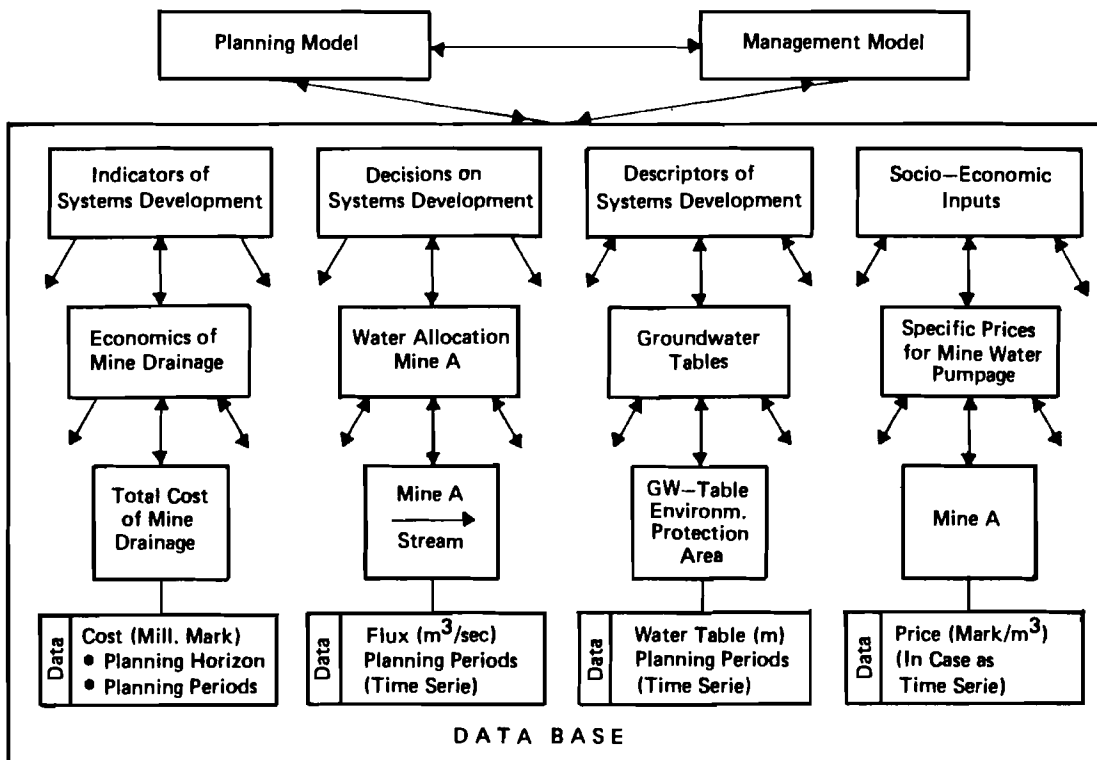 Planning Model
Management Model
Indicators of
Systems Development
Decisions on
Systems Development
Descriptors of
Systems Development
Socio-Economic
Inputs
Economics of
Mine Drainage
Water Allocation
Mine A
Groundwater
Tables
Specific Prices
for Mine Water
Pumpage
Total Cost
of Mine
Drainage
Mine A
Stream
GW-Table
Environm.
Protection
Area
Mine A
Data
Cost (Mill. Mark)
• Planning Horizon
• Planning Periods
Data
Flux (m³/sec)
Planning Periods
(Time Serie)
Data
Water Table (m)
Planning Periods
(Time Serie)
Data
Price (Mark/m³)
(In Case as
Time Serie)
DATA BASE